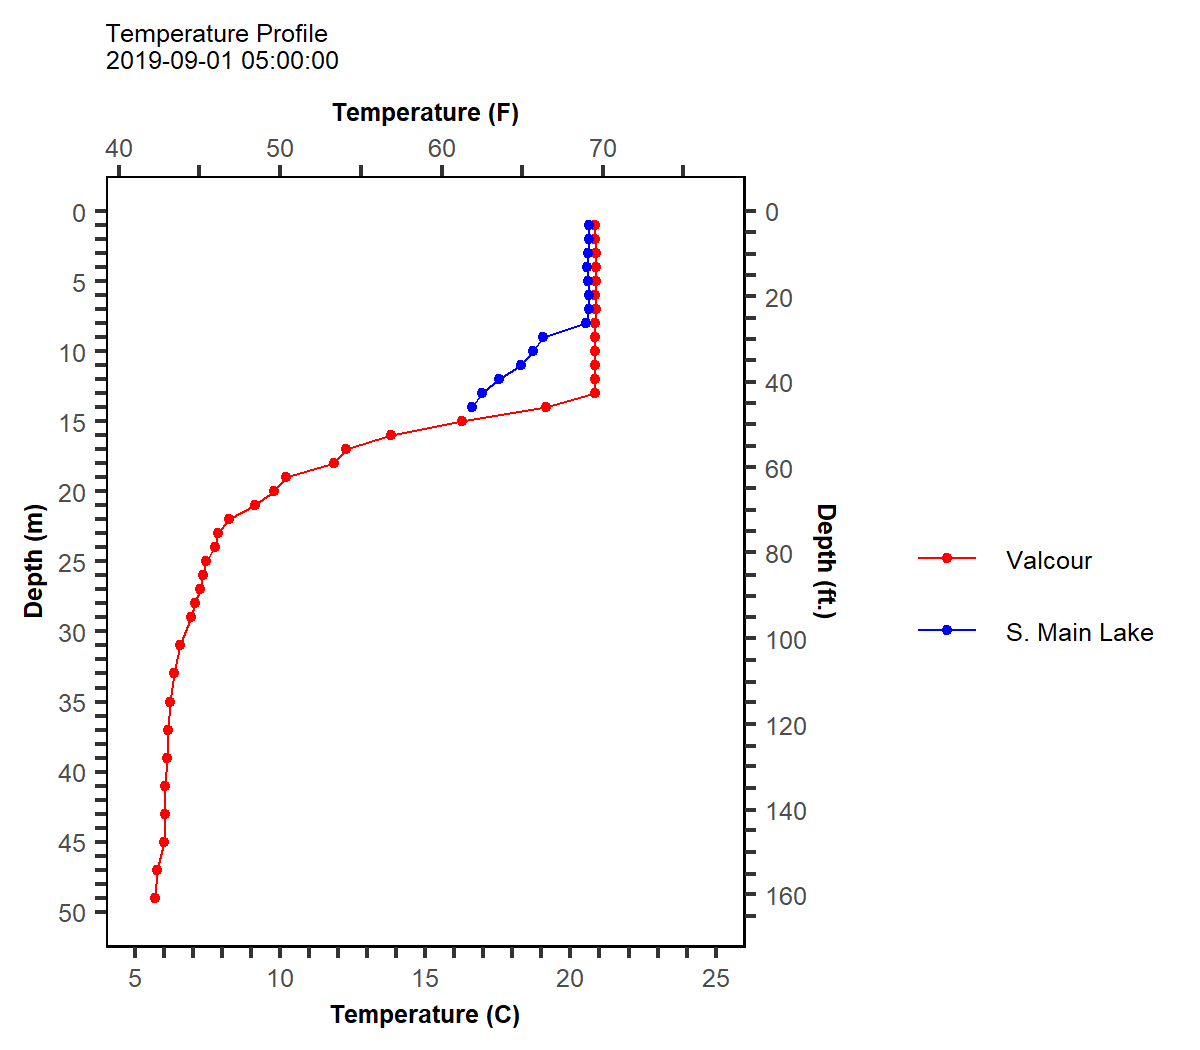 Temperature Profile
2019-09-01 05:00:00
Temperature (F)
40 50 60 70
0
5
10
15
20
25
30
35
40
45
50
Depth (m)
0
20
40
60
80
100
120
140
160
Depth (ft.)
Valcour
S. Main Lake
5 10 15 20 25
Temperature (C)